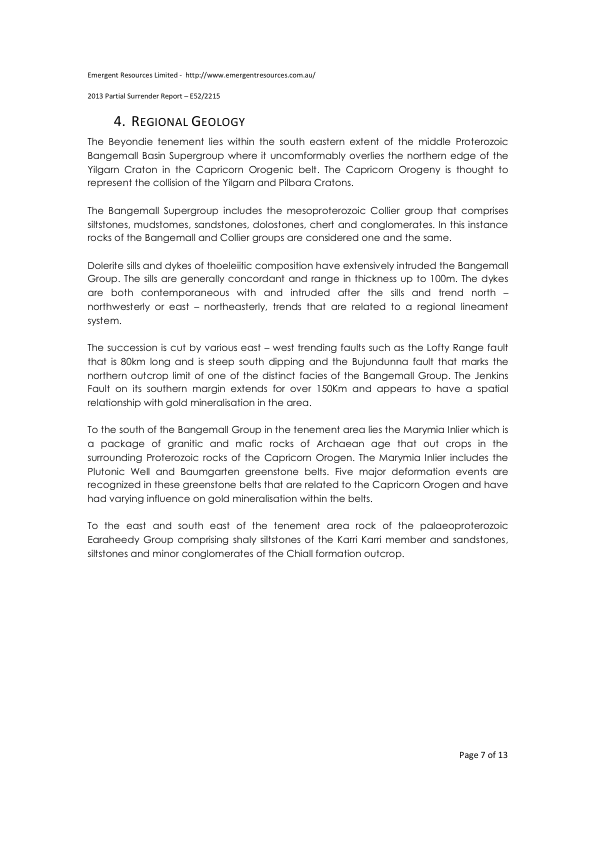 Emergent Resources Limited - http://www.emergentresources.com.au/
2013 Partial Surrender Report – E52/2215
4. REGIONAL GEOLOGY
The Beyondie tenement lies within the south eastern extent of the middle Proterozoic
Bangemall Basin Supergroup where it uncomformably overlies the northern edge of the
Yilgarn Craton in the Capricorn Orogenic belt. The Capricorn Orogeny is thought to
represent the collision of the Yilgarn and Pilbara Cratons.
The Bangemall Supergroup includes the mesoproterozoic Collier group that comprises
siltstones, mudstomes, sandstones, dolostones, chert and conglomerates. In this instance
rocks of the Bangemall and Collier groups are considered one and the same.
Dolerite sills and dykes of thoeleiitic composition have extensively intruded the Bangemall
Group. The sills are generally concordant and range in thickness up to 100m. The dykes
are both contemporaneous with and intruded after the sills and trend north –
northwesterly or east – northeasterly, trends that are related to a regional lineament
system.
The succession is cut by various east – west trending faults such as the Lofty Range fault
that is 80km long and is steep south dipping and the Bujundunna fault that marks the
northern outcrop limit of one of the distinct facies of the Bangemall Group. The Jenkins
Fault on its southern margin extends for over 150Km and appears to have a spatial
relationship with gold mineralisation in the area.
To the south of the Bangemall Group in the tenement area lies the Marymia Inlier which is
a package of granitic and mafic rocks of Archaean age that out crops in the
surrounding Proterozoic rocks of the Capricorn Orogen. The Marymia Inlier includes the
Plutonic Well and Baumgarten greenstone belts. Five major deformation events are
recognized in these greenstone belts that are related to the Capricorn Orogen and have
had varying influence on gold mineralisation within the belts.
To the east and south east of the tenement area rock of the palaeoproterozoic
Earaheedy Group comprising shaly siltstones of the Karri Karri member and sandstones,
siltstones and minor conglomerates of the Chiall formation outcrop.
Page 7 of 13